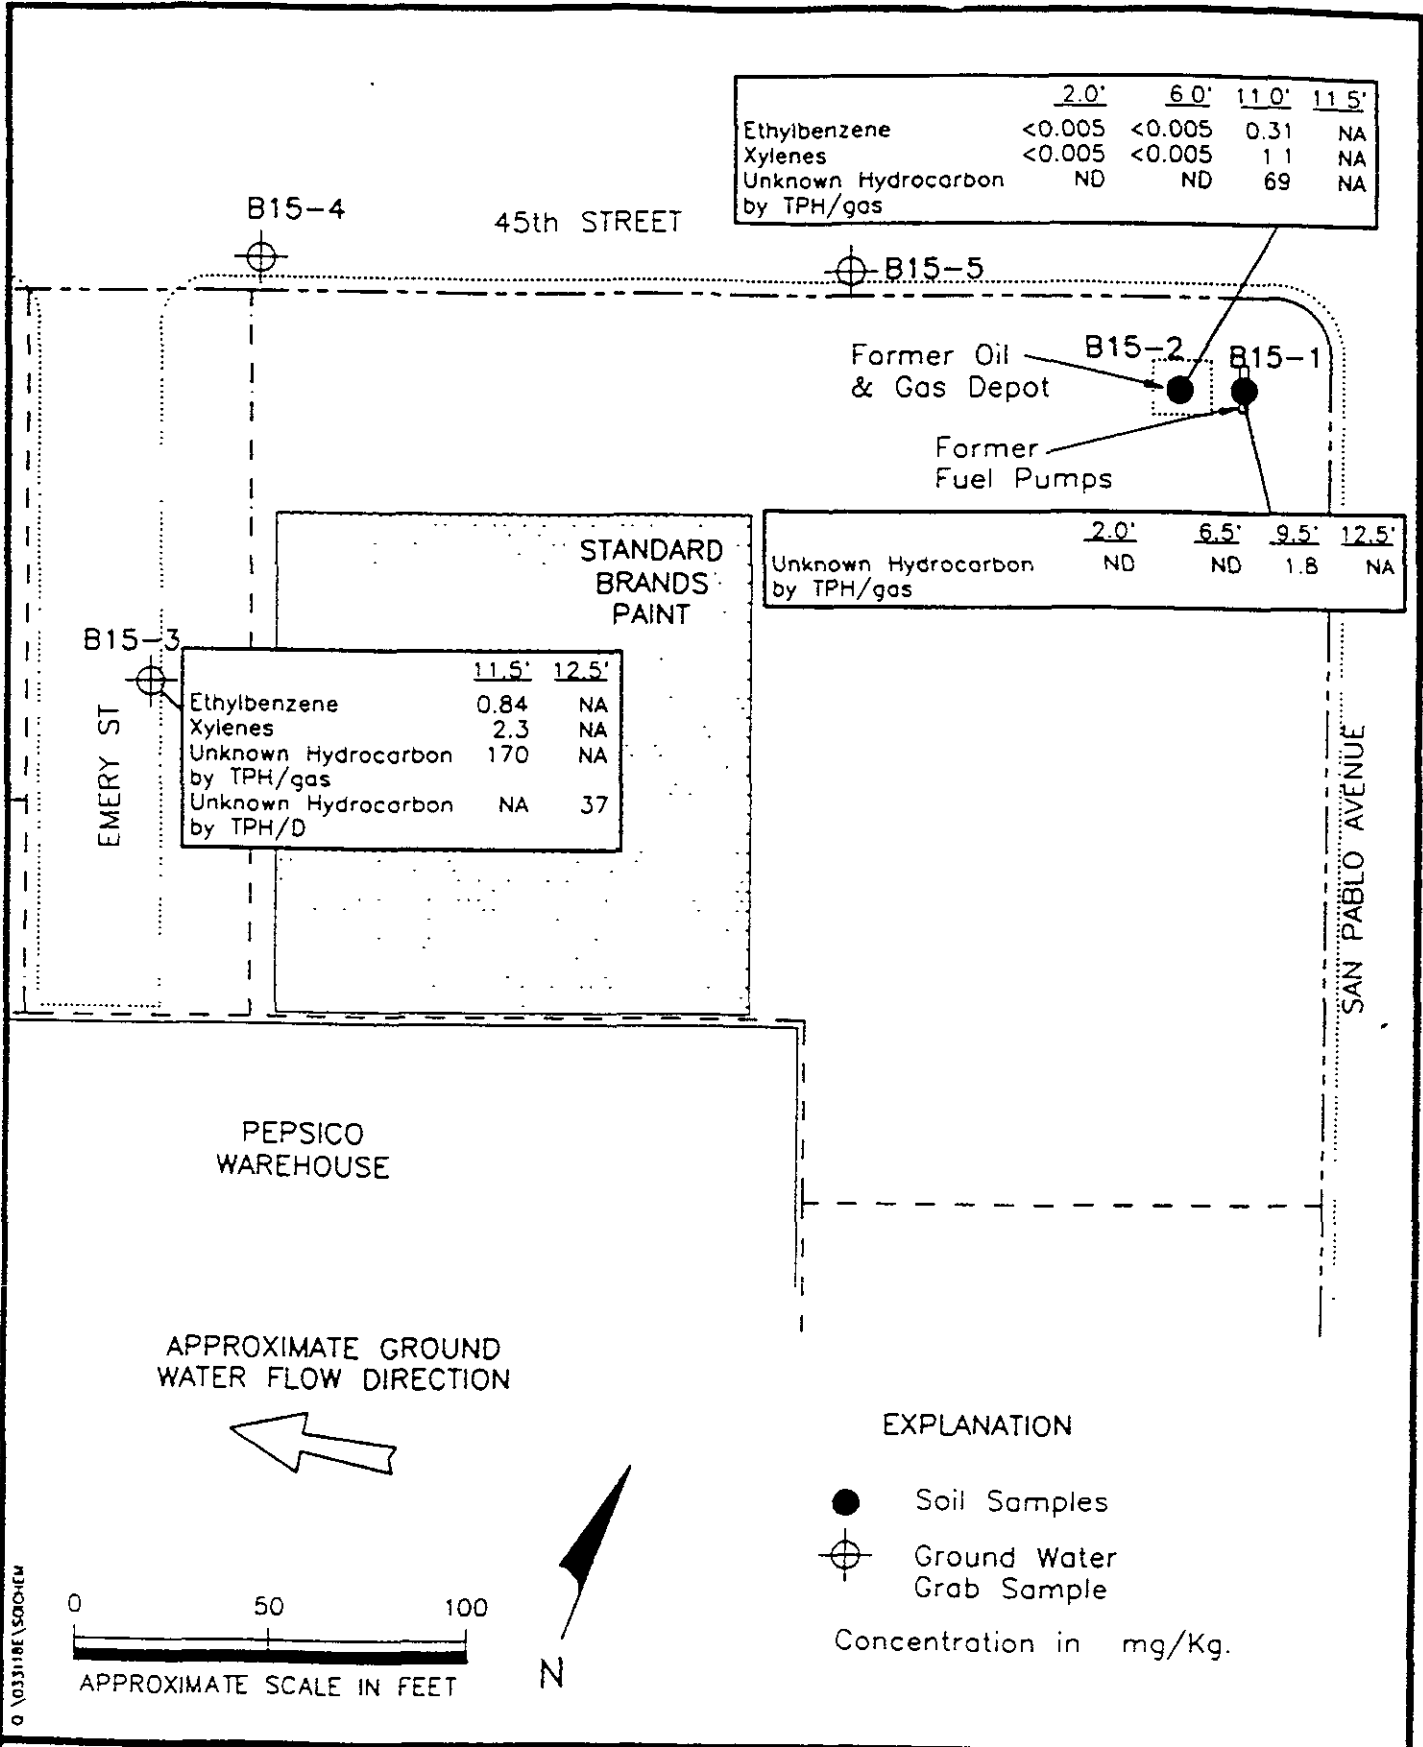 2.0' 6 0' 11 0' 11 5'
Ethylbenzene <0.005 <0.005 0.31 NA
Xylenes <0.005 <0.005 1 1 NA
Unknown Hydrocarbon ND ND 69 NA
by TPH/gas
B15-4
45th STREET
B15-5
Former Oil
& Gas Depot
B15-2
B15-1
Former
Fuel Pumps
2.0' 6.5' 9.5' 12.5'
Unknown Hydrocarbon ND ND 1.8 NA
by TPH/gas
STANDARD
BRANDS
PAINT
B15-3
11.5' 12.5'
Ethylbenzene 0.84 NA
Xylenes 2.3 NA
Unknown Hydrocarbon 170 NA
by TPH/gas
Unknown Hydrocarbon NA 37
by TPH/D
EMERY ST
SAN PABLO AVENUE
PEPSICO
WAREHOUSE
APPROXIMATE GROUND
WATER FLOW DIRECTION
EXPLANATION
Soil Samples
Ground Water
Grab Sample
Concentration in mg/Kg.
0 50 100
APPROXIMATE SCALE IN FEET
N